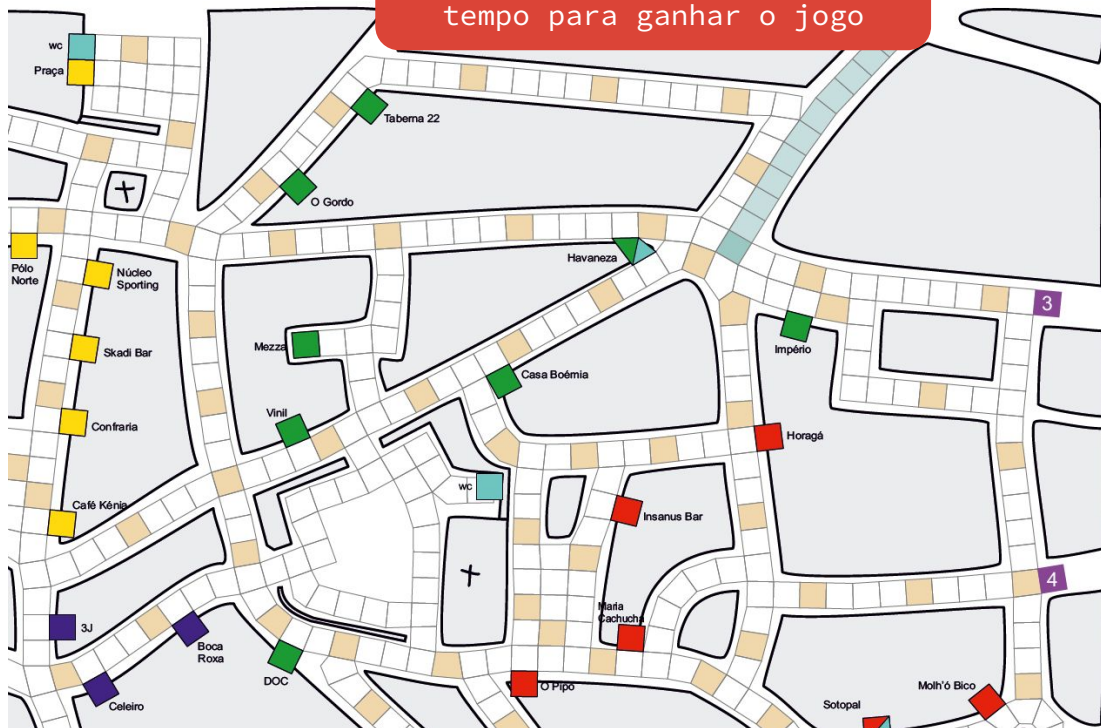 tempo para ganhar o jogo
wc
Praça
Taberna 22
O Gordo
Pólo
Norte
Núcleo
Sporting
Havaneza
3
Skadi Bar
Mezza
Império
Casa Boémia
Confraria
Vinil
Horagá
wc
Café Kénia
Insanus Bar
4
Maria
Cachucha
3J
Boca
Roxa
DOC
O Pipo
Celeiro
Molh'ó Bico
Sotopal